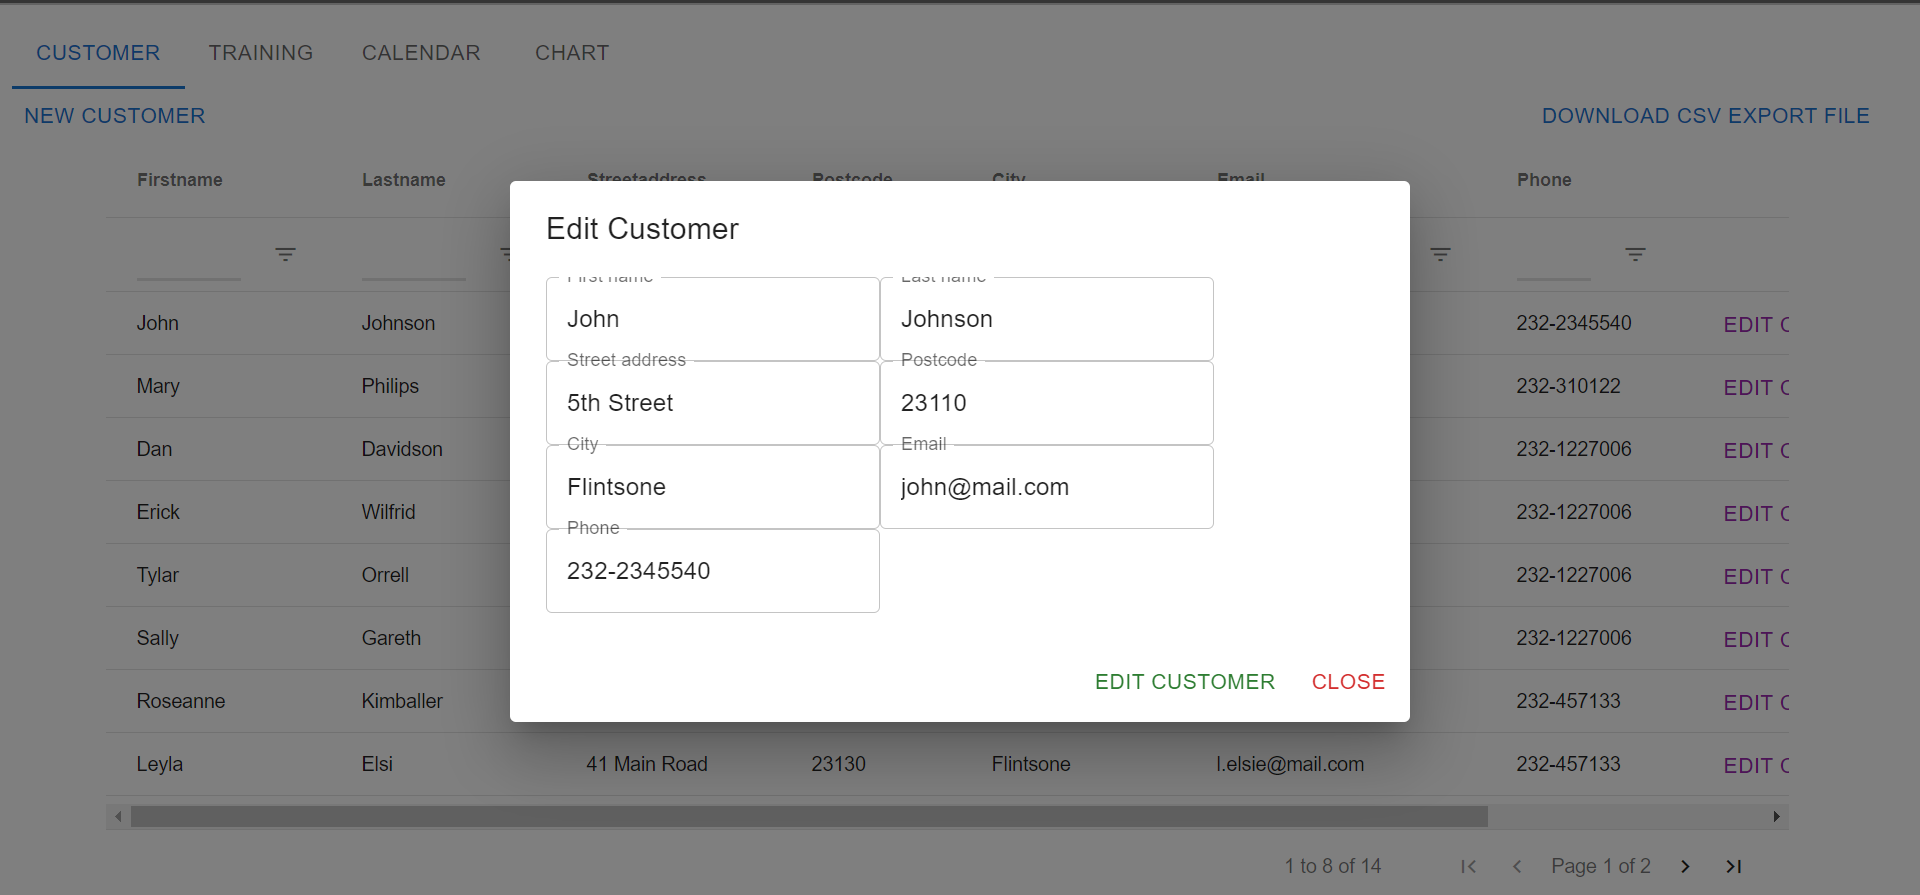 CUSTOMER TRAINING CALENDAR CHART
NEW CUSTOMER DOWNLOAD CSV EXPORT FILE
Firstname Lastname Streetaddress Postcode City Email Phone
Edit Customer
First name Last name
John Johnson
Street address Postcode
5th Street 23110
City Email
Flintsone john@mail.com
Phone
232-2345540
EDIT CUSTOMER CLOSE
John Johnson 232-2345540 EDIT C
Mary Philips 232-310122 EDIT C
Dan Davidson 232-1227006 EDIT C
Erick Wilfrid 232-1227006 EDIT C
Tylar Orrell 232-1227006 EDIT C
Sally Gareth 232-1227006 EDIT C
Roseanne Kimballer 232-457133 EDIT C
Leyla Elsi 41 Main Road 23130 Flintsone l.elsie@mail.com 232-457133 EDIT C
1 to 8 of 14 Page 1 of 2